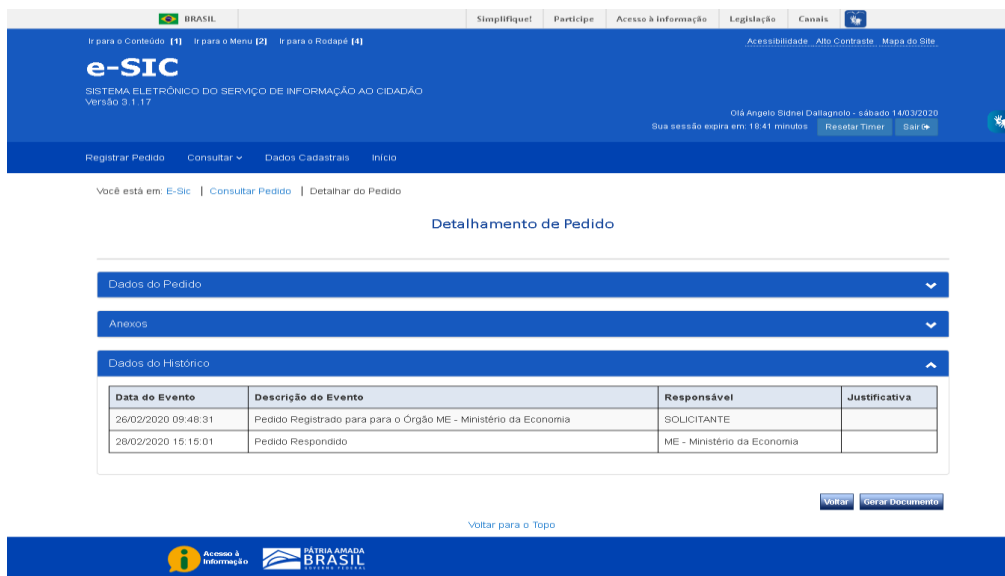 BRASIL Simplifique! Participe Acesso à informação Legislação Canais
Ir para o Conteúdo [1] Ir para o Menu [2] Ir para o Rodapé [4] Acessibilidade Alto Contraste Mapa do Site
e-SIC
SISTEMA ELETRÔNICO DO SERVIÇO DE INFORMAÇÃO AO CIDADÃO
Versão 3.1.17
Olá Angelo Sidnei Dallagnolo - sábado 14/03/2020
Sua sessão expira em: 18:41 minutos Resetar Timer Sair
Registrar Pedido Consultar Dados Cadastrais Início
Você está em: E-Sic | Consultar Pedido | Detalhar do Pedido
Detalhamento de Pedido
Dados do Pedido
Anexos
Dados do Histórico
Data do Evento Descrição do Evento Responsável Justificativa
26/02/2020 09:48:31 Pedido Registrado para para o Órgão ME - Ministério da Economia SOLICITANTE
28/02/2020 15:15:01 Pedido Respondido ME - Ministério da Economia
Voltar Gerar Documento
Voltar para o Topo
Acesso à Informação
PÁTRIA AMADA
BRASIL
GOVERNO FEDERAL